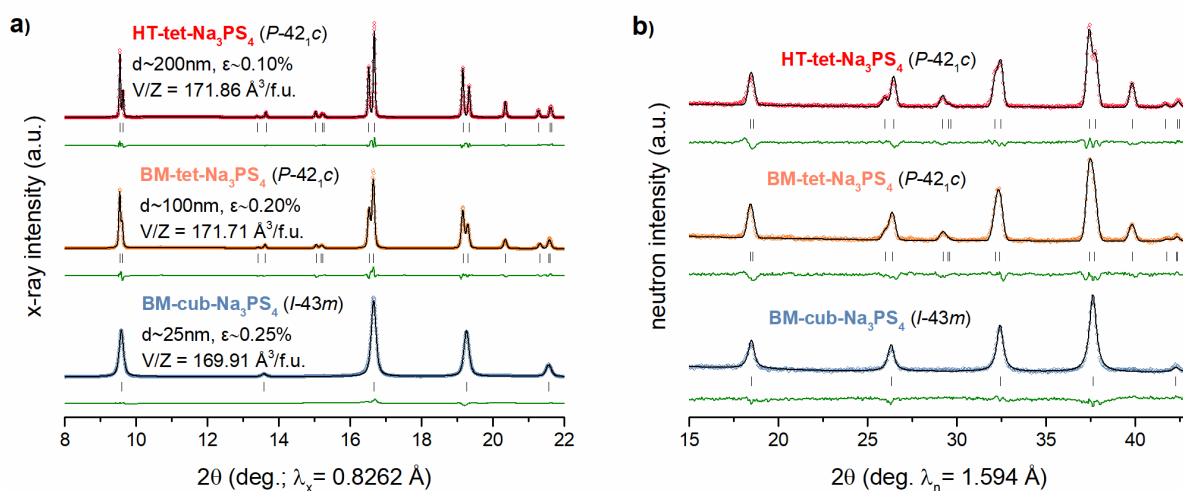 a)
x-ray intensity (a.u.)
HT-tet-Na₃PS₄ (P-42₁c)
d~200nm, ε~0.10%
V/Z = 171.86 Å³/f.u.
BM-tet-Na₃PS₄ (P-42₁c)
d~100nm, ε~0.20%
V/Z = 171.71 Å³/f.u.
BM-cub-Na₃PS₄ (I-43m)
d~25nm, ε~0.25%
V/Z = 169.91 Å³/f.u.
8 10 12 14 16 18 20 22
2θ (deg.; λₓ= 0.8262 Å)
b)
neutron intensity (a.u.)
HT-tet-Na₃PS₄ (P-42₁c)
BM-tet-Na₃PS₄ (P-42₁c)
BM-cub-Na₃PS₄ (I-43m)
15 20 25 30 35 40
2θ (deg. λₙ= 1.594 Å)